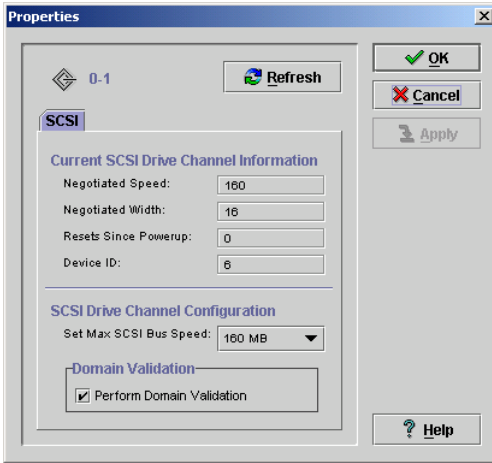 Properties
0-1
Refresh
OK
Cancel
Apply
SCSI
Current SCSI Drive Channel Information
Negotiated Speed: 160
Negotiated Width: 16
Resets Since Powerup: 0
Device ID: 6
SCSI Drive Channel Configuration
Set Max SCSI Bus Speed: 160 MB
Domain Validation
Perform Domain Validation
Help